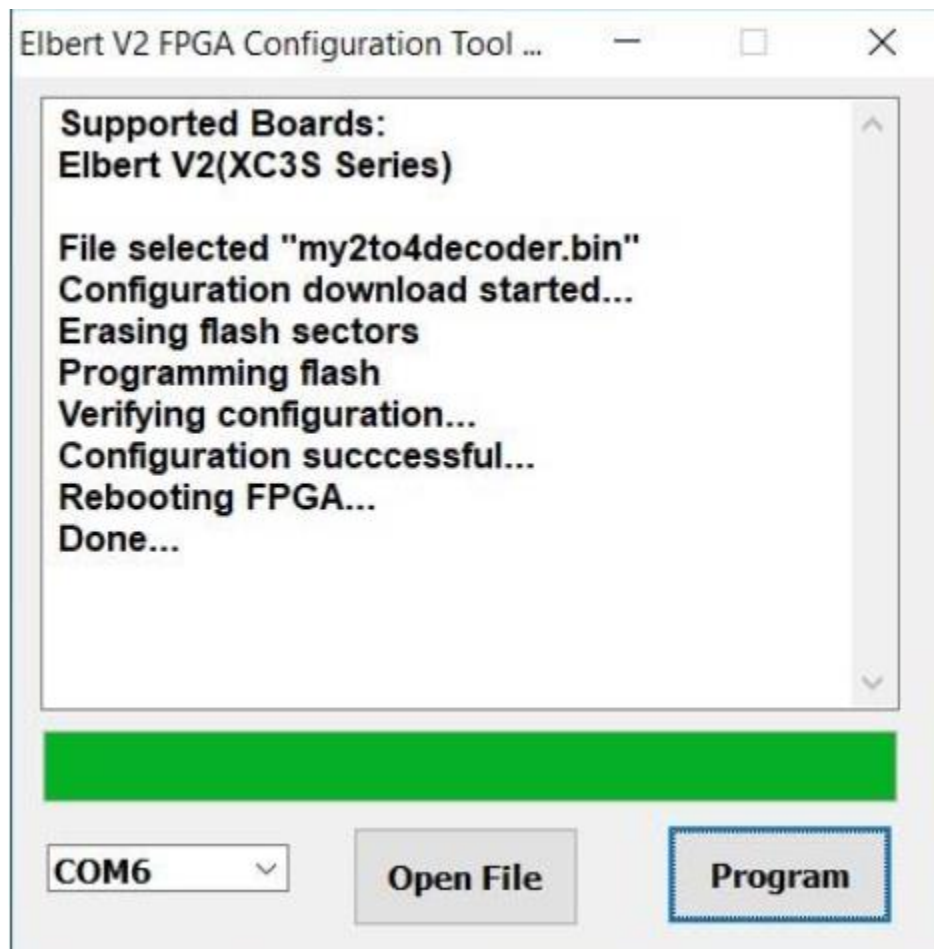 Elbert V2 FPGA Configuration Tool ...
Supported Boards:
Elbert V2(XC3S Series)
File selected "my2to4decoder.bin"
Configuration download started...
Erasing flash sectors
Programming flash
Verifying configuration...
Configuration succcessful...
Rebooting FPGA...
Done...
COM6
Open File
Program